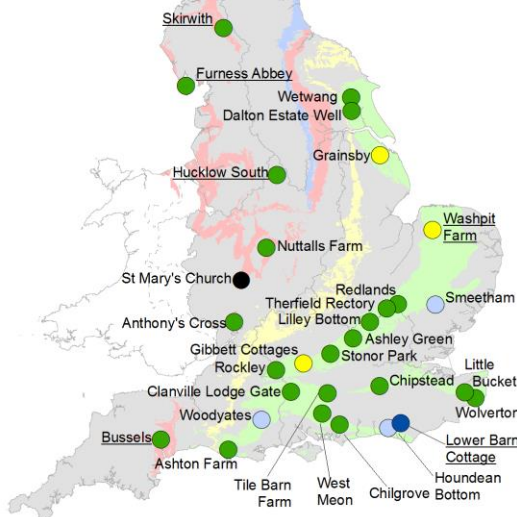 Skirwith
Furness Abbey
Wetwang
Dalton Estate Well
Grainsby
Hucklow South
Washpit
Farm
Nuttalls Farm
St Mary's Church
Redlands
Smeetham
Therfield Rectory
Anthony's Cross
Lilley Bottom
Ashley Green
Gibbett Cottages
Stonor Park
Rockley
Little
Bucket
Chipstead
Clanville Lodge Gate
Wolverton
Woodyates
Bussels
Lower Barn
Cottage
Ashton Farm
Houndean
Bottom
Tile Barn
Farm
West
Meon
Chilgrove